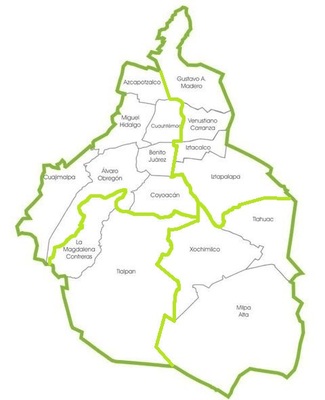 Gustavo A.
Madero
Azcapotzalco
Miguel
Hidalgo
Cuauhtémoc
Venustiano
Carranza
Iztacalco
Benito
Juárez
Cuajimalpa
Álvaro
Obregón
Iztapalapa
Coyoacán
Tlahuac
La
Magdalena
Contreras
Xochimilco
Tlalpan
Milpa
Alta